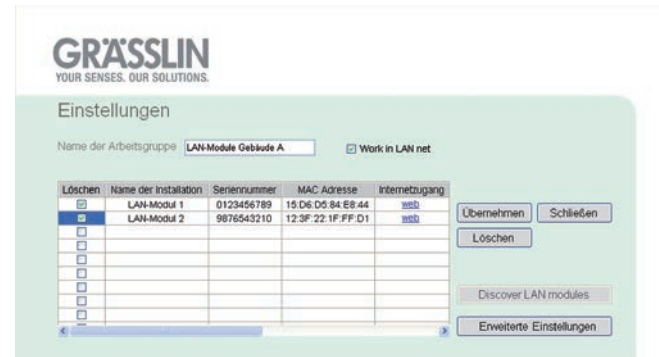 GRÄSSLIN
YOUR SENSES. OUR SOLUTIONS.
Einstellungen
Name der Arbeitsgruppe LAN-Module Gebäude A Work in LAN net
Löschen Name der Installation Seriennummer MAC Adresse Internetzugang
LAN-Modul 1 0123456789 15:D6:D5:84:E8:44 web
LAN-Modul 2 9876543210 12:3F:22:1F:FF:D1 web
Übernehmen Schließen
Löschen
Discover LAN modules
Erweiterte Einstellungen